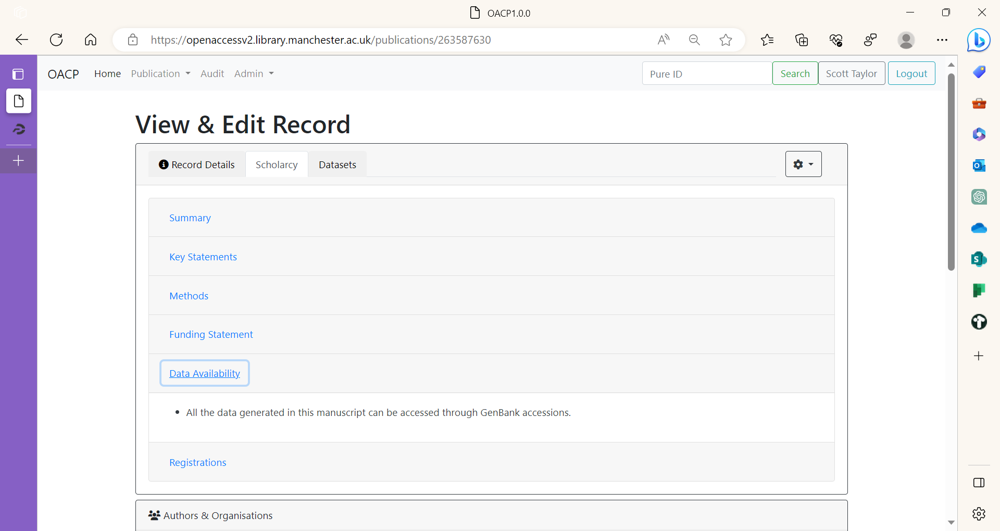 OACP1.0.0
https://openaccessv2.library.manchester.ac.uk/publications/263587630
OACP Home Publication Audit Admin Pure ID Search Scott Taylor Logout
View & Edit Record
Record Details Scholarcy Datasets
Summary
Key Statements
Methods
Funding Statement
Data Availability
• All the data generated in this manuscript can be accessed through GenBank accessions.
Registrations
Authors & Organisations